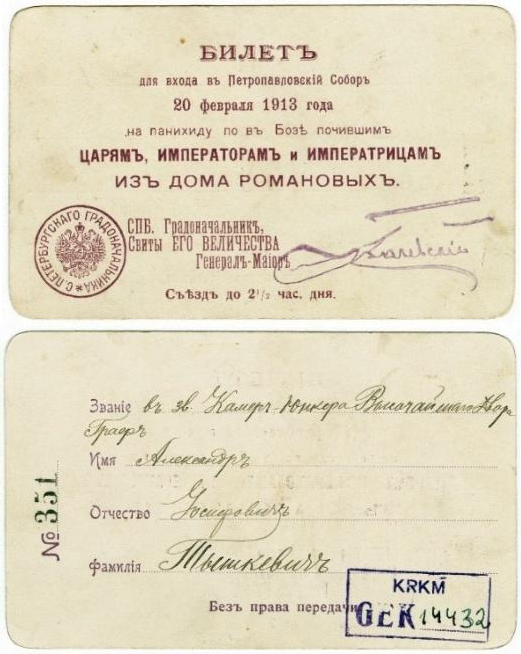 БИЛЕТЪ
для входа въ Петропавловскій Соборъ
20 февраля 1913 года
на панихиду по въ Бозѣ почившимъ
ЦАРЯМЪ, ИМПЕРАТОРАМЪ и ИМПЕРАТРИЦАМЪ
ИЗЪ ДОМА РОМАНОВЫХЪ.
С.ПЕТЕРБУРГСКАГО ГРАДОНАЧАЛЬНИКА
СПБ. Градоначальникъ,
Свиты ЕГО ВЕЛИЧЕСТВА
Генералъ-Маіоръ
Съѣздъ до 2 1/2 час. дня.
№ 351
Званіе въ зв. Камеръ-Юнкера Высочайшаго Двора
Графъ
Имя Александръ
Отчество Іосифовичъ
Фамилія Тышкевичъ
Безъ права передачи
KRKM
GEK 14432